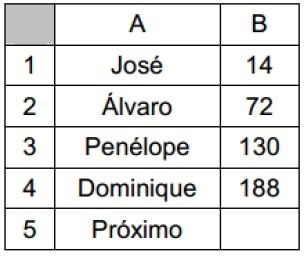 A B
1 José 14
2 Álvaro 72
3 Penélope 130
4 Dominique 188
5 Próximo